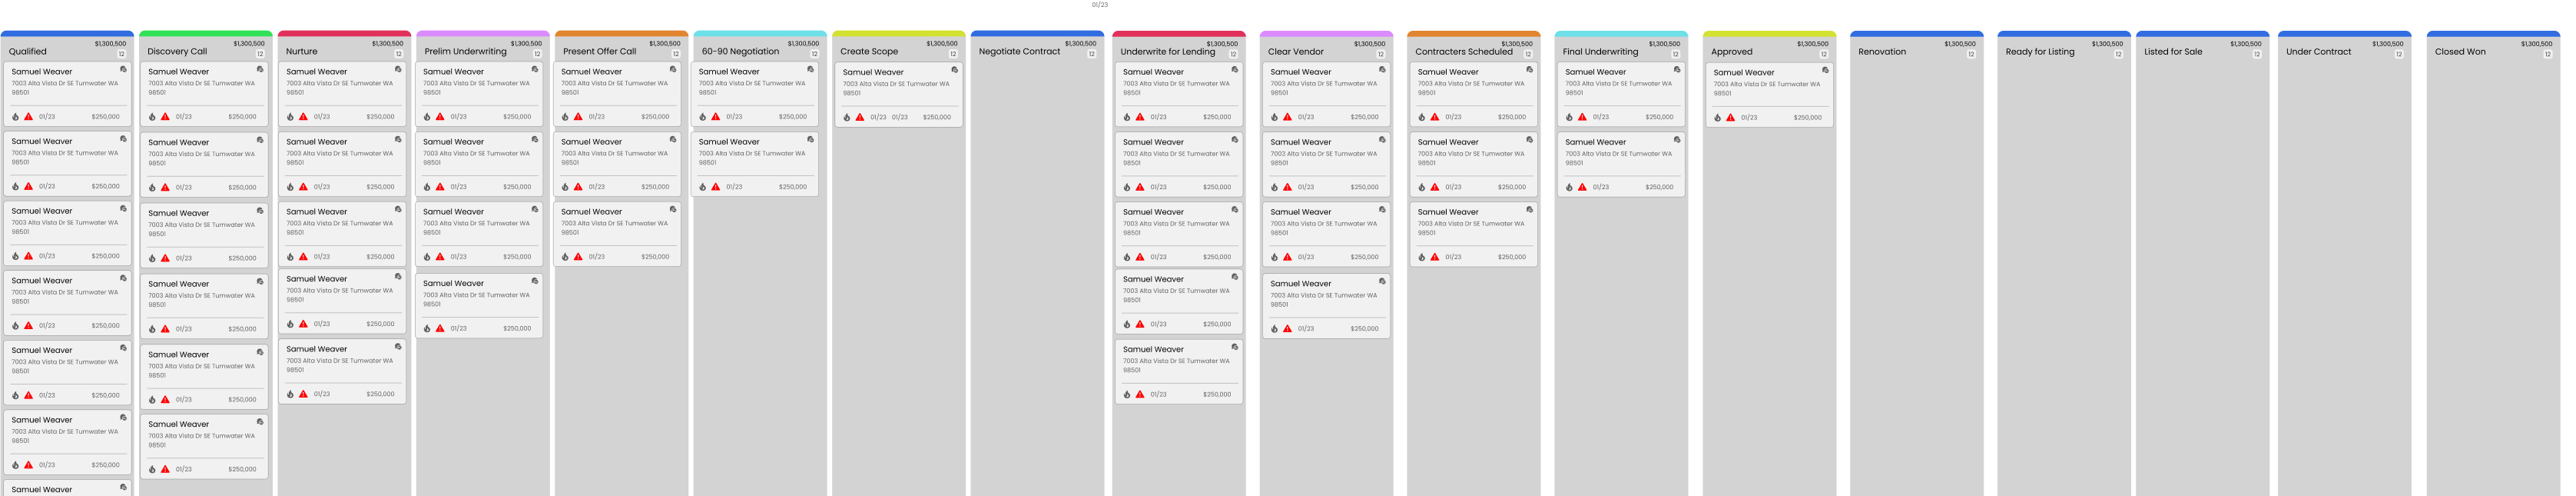 01/23
$1,300,500
Qualified 12
Samuel Weaver
7003 Alta Vista Dr SE Tumwater WA
98501
01/23 $250,000
Samuel Weaver
7003 Alta Vista Dr SE Tumwater WA
98501
01/23 $250,000
Samuel Weaver
7003 Alta Vista Dr SE Tumwater WA
98501
01/23 $250,000
Samuel Weaver
7003 Alta Vista Dr SE Tumwater WA
98501
01/23 $250,000
Samuel Weaver
7003 Alta Vista Dr SE Tumwater WA
98501
01/23 $250,000
Samuel Weaver
7003 Alta Vista Dr SE Tumwater WA
98501
01/23 $250,000
Samuel Weaver
$1,300,500
Discovery Call 12
Samuel Weaver
7003 Alta Vista Dr SE Tumwater WA
98501
01/23 $250,000
Samuel Weaver
7003 Alta Vista Dr SE Tumwater WA
98501
01/23 $250,000
Samuel Weaver
7003 Alta Vista Dr SE Tumwater WA
98501
01/23 $250,000
Samuel Weaver
7003 Alta Vista Dr SE Tumwater WA
98501
01/23 $250,000
Samuel Weaver
7003 Alta Vista Dr SE Tumwater WA
98501
01/23 $250,000
Samuel Weaver
7003 Alta Vista Dr SE Tumwater WA
98501
01/23 $250,000
$1,300,500
Nurture 12
Samuel Weaver
7003 Alta Vista Dr SE Tumwater WA
98501
01/23 $250,000
Samuel Weaver
7003 Alta Vista Dr SE Tumwater WA
98501
01/23 $250,000
Samuel Weaver
7003 Alta Vista Dr SE Tumwater WA
98501
01/23 $250,000
Samuel Weaver
7003 Alta Vista Dr SE Tumwater WA
98501
01/23 $250,000
Samuel Weaver
7003 Alta Vista Dr SE Tumwater WA
98501
01/23 $250,000
$1,300,500
Prelim Underwriting 12
Samuel Weaver
7003 Alta Vista Dr SE Tumwater WA
98501
01/23 $250,000
Samuel Weaver
7003 Alta Vista Dr SE Tumwater WA
98501
01/23 $250,000
Samuel Weaver
7003 Alta Vista Dr SE Tumwater WA
98501
01/23 $250,000
Samuel Weaver
7003 Alta Vista Dr SE Tumwater WA
98501
01/23 $250,000
$1,300,500
Present Offer Call 12
Samuel Weaver
7003 Alta Vista Dr SE Tumwater WA
98501
01/23 $250,000
Samuel Weaver
7003 Alta Vista Dr SE Tumwater WA
98501
01/23 $250,000
Samuel Weaver
7003 Alta Vista Dr SE Tumwater WA
98501
01/23 $250,000
$1,300,500
60-90 Negotiation 12
Samuel Weaver
7003 Alta Vista Dr SE Tumwater WA
98501
01/23 $250,000
Samuel Weaver
7003 Alta Vista Dr SE Tumwater WA
98501
01/23 $250,000
$1,300,500
Create Scope 12
Samuel Weaver
7003 Alta Vista Dr SE Tumwater WA
98501
01/23 01/23 $250,000
$1,300,500
Negotiate Contract 12
$1,300,500
Underwrite for Lending 12
Samuel Weaver
7003 Alta Vista Dr SE Tumwater WA
98501
01/23 $250,000
Samuel Weaver
7003 Alta Vista Dr SE Tumwater WA
98501
01/23 $250,000
Samuel Weaver
7003 Alta Vista Dr SE Tumwater WA
98501
01/23 $250,000
Samuel Weaver
7003 Alta Vista Dr SE Tumwater WA
98501
01/23 $250,000
Samuel Weaver
7003 Alta Vista Dr SE Tumwater WA
98501
01/23 $250,000
$1,300,500
Clear Vendor 12
Samuel Weaver
7003 Alta Vista Dr SE Tumwater WA
98501
01/23 $250,000
Samuel Weaver
7003 Alta Vista Dr SE Tumwater WA
98501
01/23 $250,000
Samuel Weaver
7003 Alta Vista Dr SE Tumwater WA
98501
01/23 $250,000
Samuel Weaver
7003 Alta Vista Dr SE Tumwater WA
98501
01/23 $250,000
$1,300,500
Contracters Scheduled 12
Samuel Weaver
7003 Alta Vista Dr SE Tumwater WA
98501
01/23 $250,000
Samuel Weaver
7003 Alta Vista Dr SE Tumwater WA
98501
01/23 $250,000
Samuel Weaver
7003 Alta Vista Dr SE Tumwater WA
98501
01/23 $250,000
$1,300,500
Final Underwriting 12
Samuel Weaver
7003 Alta Vista Dr SE Tumwater WA
98501
01/23 $250,000
Samuel Weaver
7003 Alta Vista Dr SE Tumwater WA
98501
01/23 $250,000
$1,300,500
Approved 12
Samuel Weaver
7003 Alta Vista Dr SE Tumwater WA
98501
01/23 $250,000
$1,300,500
Renovation 12
$1,300,500
Ready for Listing 12
$1,300,500
Listed for Sale 12
$1,300,500
Under Contract 12
$1,300,500
Closed Won 12